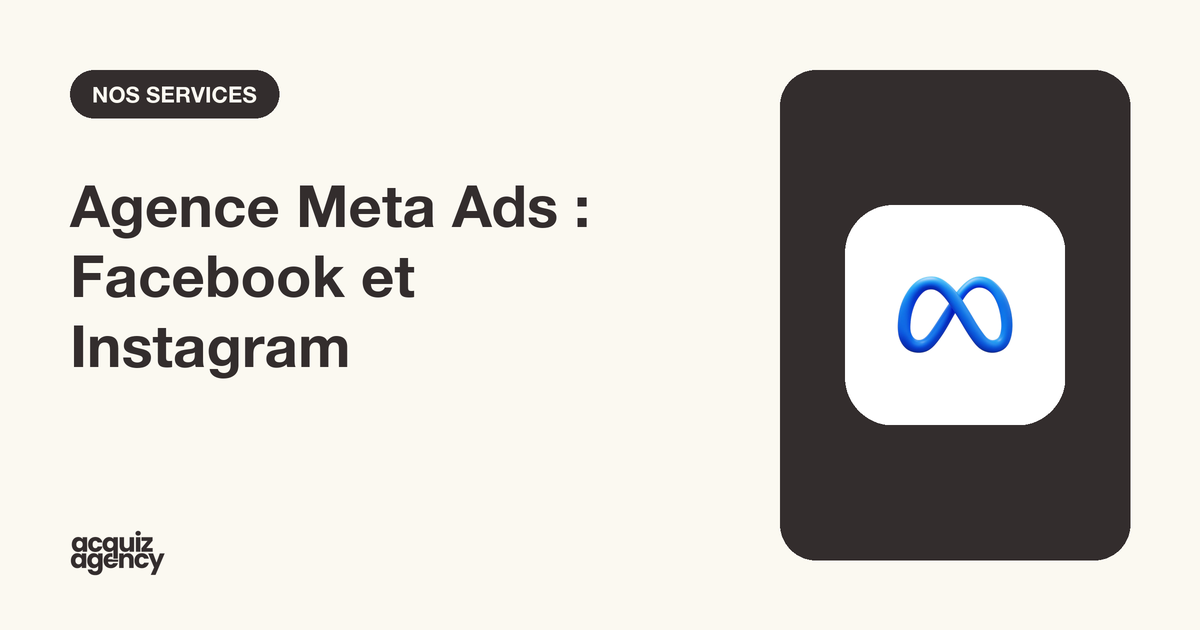 NOS SERVICES
Agence Meta Ads :
Facebook et
Instagram
acquiz
agency